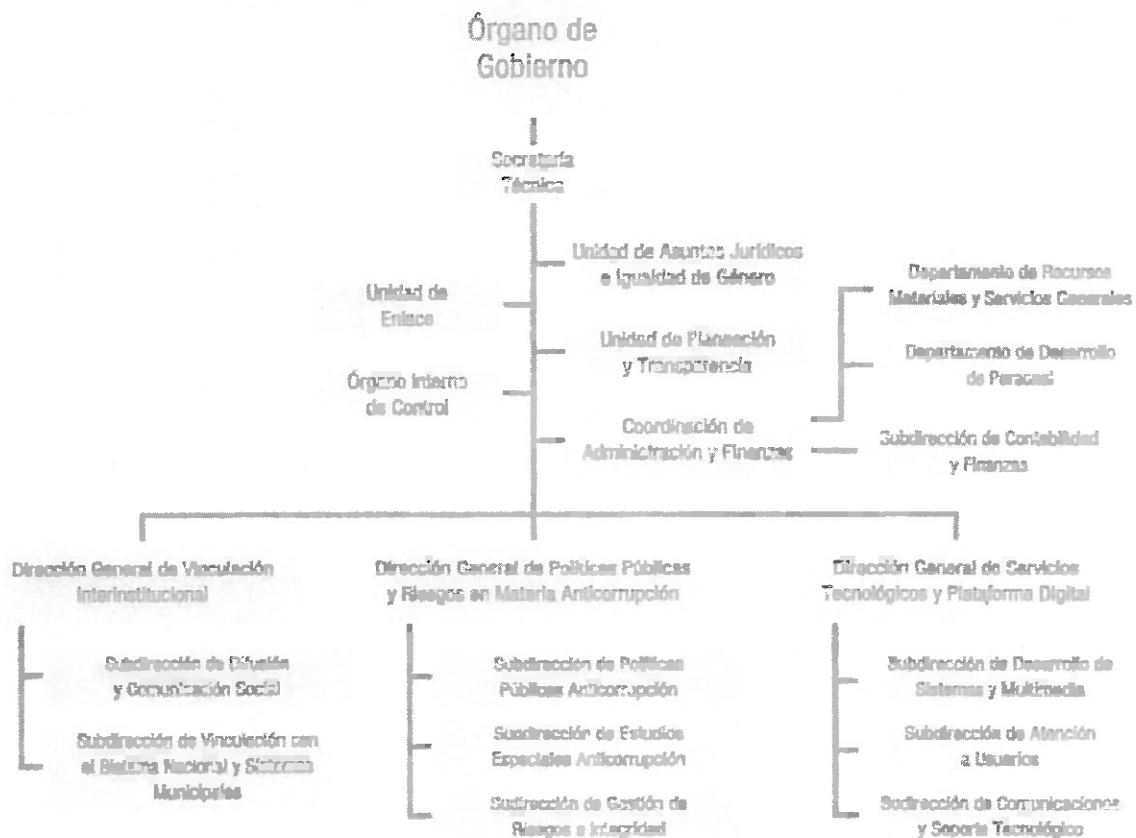 Órgano de
Gobierno
Secretaría
Técnica
Unidad de Asuntos Jurídicos
e Igualdad de Género
Unidad de
Enlace
Unidad de Planeación
y Transparencia
Órgano Interno
de Control
Coordinación de
Administración y Finanzas
Departamento de Recursos
Materiales y Servicios Generales
Departamento de Desarrollo
de Personal
Subdirección de Contabilidad
y Finanzas
Dirección General de Vinculación
Interinstitucional
Subdirección de Difusión
y Comunicación Social
Subdirección de Vinculación con
el Sistema Nacional y Sistemas
Municipales
Dirección General de Políticas Públicas
y Riesgos en Materia Anticorrupción
Subdirección de Políticas
Públicas Anticorrupción
Subdirección de Estudios
Especiales Anticorrupción
Sudirección de Gestión de
Riesgos e Integridad
Dirección General de Servicios
Tecnológicos y Plataforma Digital
Subdirección de Desarrollo de
Sistemas y Multimedia
Subdirección de Atención
a Usuarios
Sudirección de Comunicaciones
y Soporte Tecnológico